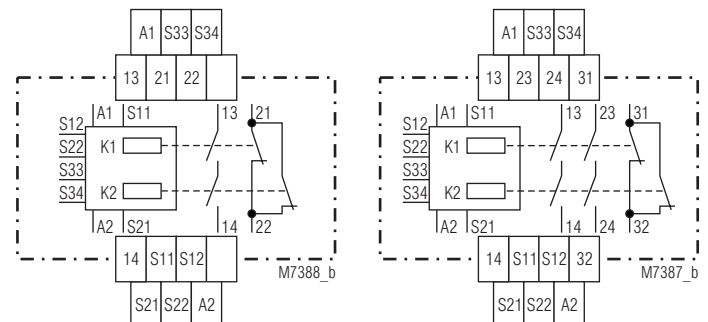 A1 S33 S34
13 21 22
A1 S11 13 21
S12
S22
S33
S34
K1
K2
A2 S21 14 22
14 S11 S12
M7388_b
S21 S22 A2
A1 S33 S34
13 23 24 31
A1 S11 13 23 31
S12
S22
S33
S34
K1
K2
A2 S21 14 24 32
14 S11 S12 32
M7387_b
S21 S22 A2